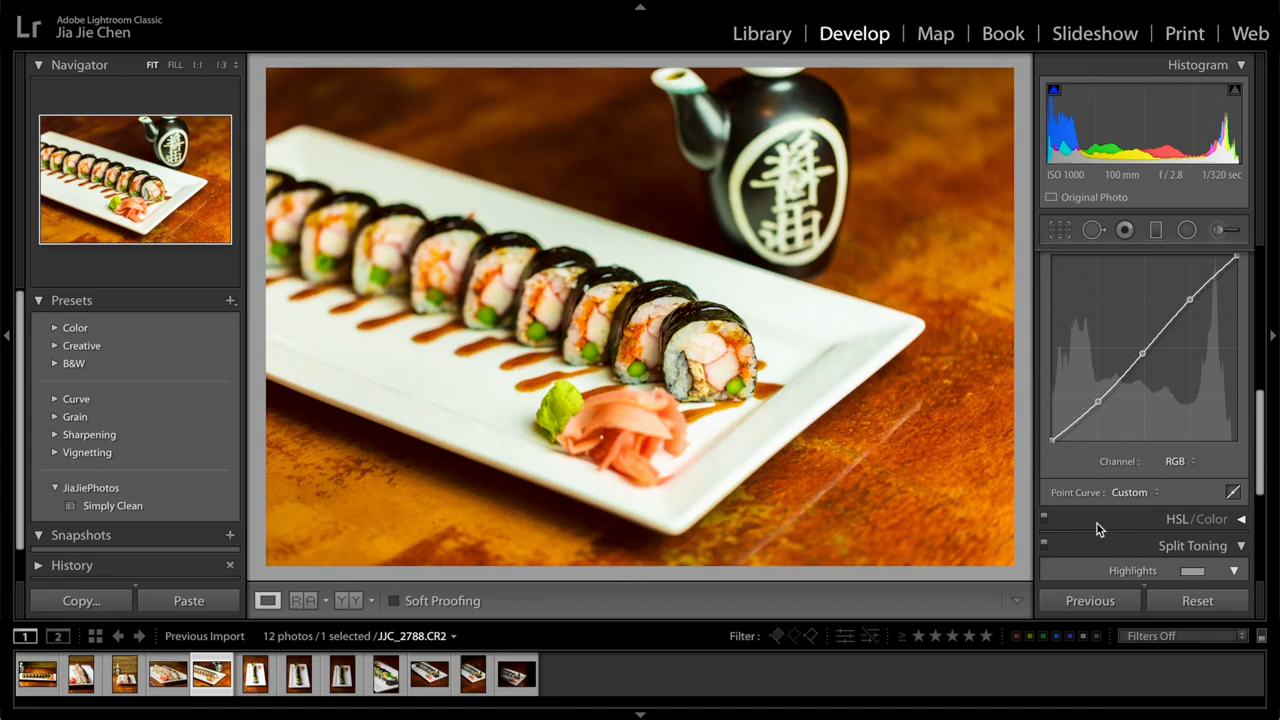 Lr
Adobe Lightroom Classic
Jia Jie Chen
Library | Develop | Map | Book | Slideshow | Print | Web
Navigator FIT FILL 1:1 1:3
Histogram
ISO 1000 100 mm f / 2.8 1/320 sec
Original Photo
醤油
Presets
Color
Creative
B&W
Curve
Grain
Sharpening
Vignetting
JiaJiePhotos
Simply Clean
Snapshots
History
Copy... Paste
Channel : RGB
Point Curve : Custom
HSL / Color
Split Toning
Highlights
Previous Reset
R A Y Y Soft Proofing
1 2 Previous Import 12 photos / 1 selected / JJC_2788.CR2 Filter : ≥ Filters Off